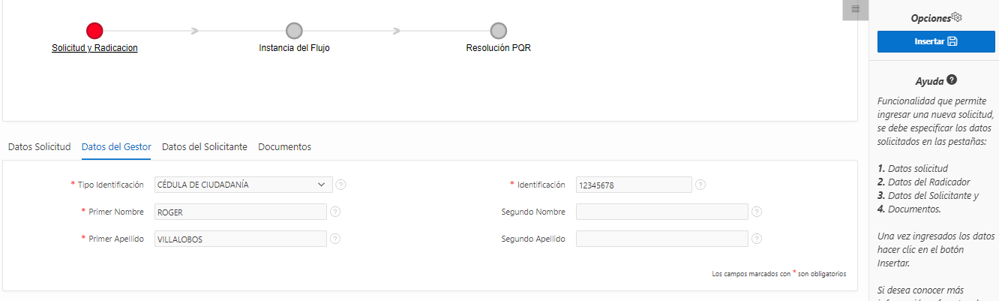 Solicitud y Radicacion
Instancia del Flujo
Resolución PQR
Datos Solicitud
Datos del Gestor
Datos del Solicitante
Documentos
* Tipo Identificación
CÉDULA DE CIUDADANÍA
?
* Identificación
12345678
?
* Primer Nombre
ROGER
?
Segundo Nombre
?
* Primer Apellido
VILLALOBOS
?
Segundo Apellido
?
Los campos marcados con * son obligatorios
Opciones
Insertar
Ayuda ?
Funcionalidad que permite
ingresar una nueva solicitud,
se debe especificar los datos
solicitados en las pestañas:
1. Datos solicitud
2. Datos del Radicador
3. Datos del Solicitante y
4. Documentos.
Una vez ingresados los datos
hacer clic en el botón
Insertar.
Si desea conocer más